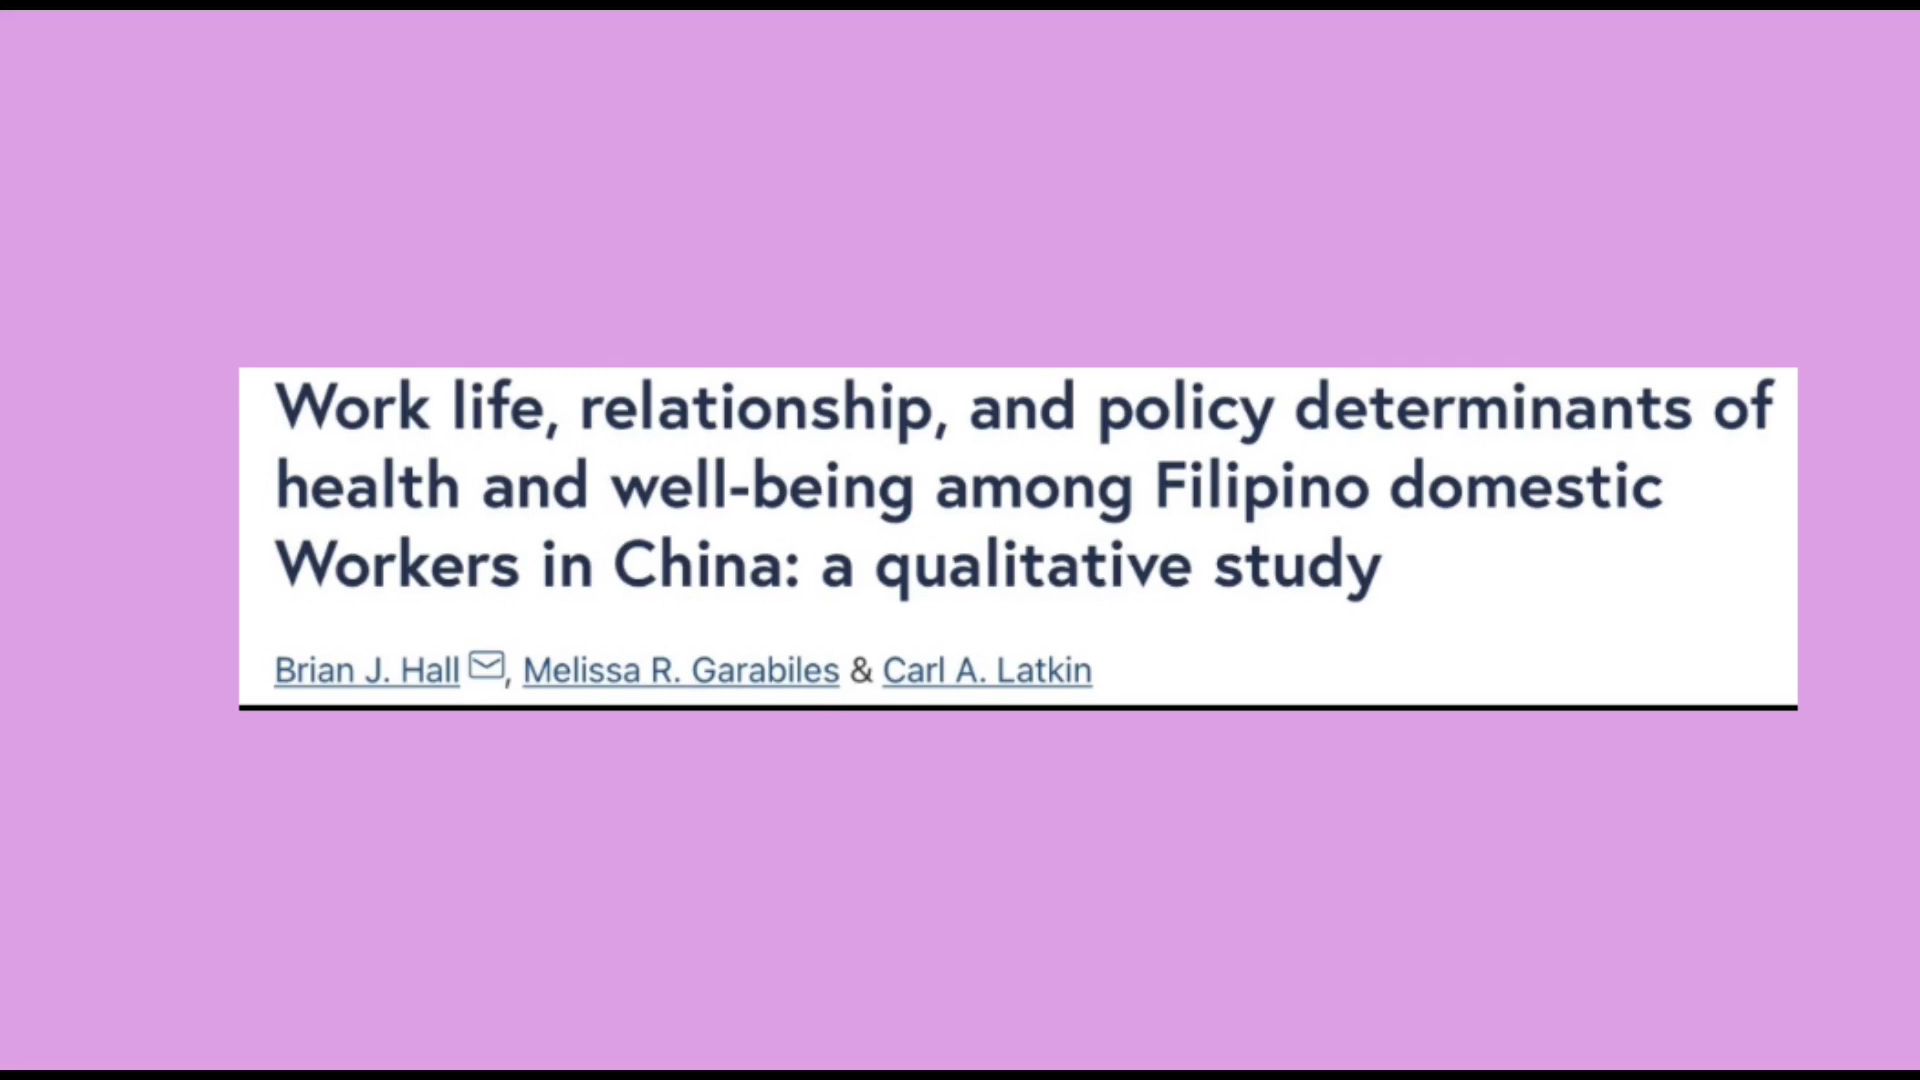 Work life, relationship, and policy determinants of
health and well-being among Filipino domestic
Workers in China: a qualitative study
Brian J. Hall, Melissa R. Garabiles & Carl A. Latkin